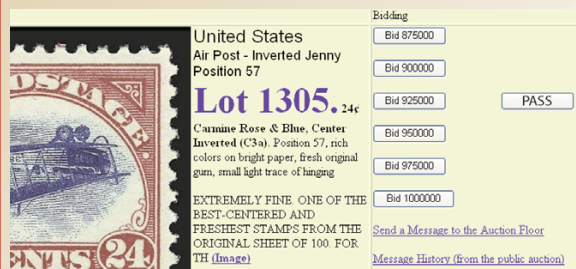 OSTAGE.
ENTS 24
United States
Air Post - Inverted Jenny
Position 57
Lot 1305. 24¢
Carmine Rose & Blue, Center
Inverted (C3a). Position 57, rich
colors on bright paper, fresh original
gum, small light trace of hinging
EXTREMELY FINE. ONE OF THE
BEST-CENTERED AND
FRESHEST STAMPS FROM THE
ORIGINAL SHEET OF 100. FOR
TH (Image)
Bidding
Bid 875000
Bid 900000
Bid 925000
PASS
Bid 950000
Bid 975000
Bid 1000000
Send a Message to the Auction Floor
Message History (from the public auction)